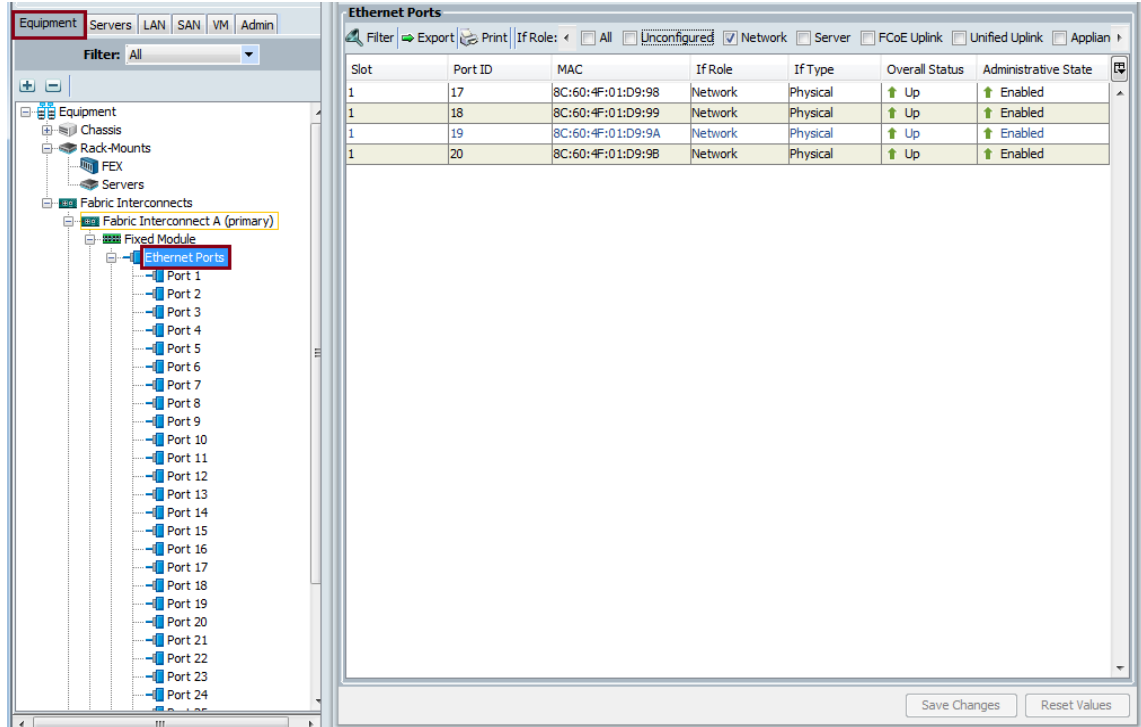 Equipment Servers LAN SAN VM Admin
Filter: All
Equipment
Chassis
Rack-Mounts
FEX
Servers
Fabric Interconnects
Fabric Interconnect A (primary)
Fixed Module
Ethernet Ports
Port 1
Port 2
Port 3
Port 4
Port 5
Port 6
Port 7
Port 8
Port 9
Port 10
Port 11
Port 12
Port 13
Port 14
Port 15
Port 16
Port 17
Port 18
Port 19
Port 20
Port 21
Port 22
Port 23
Port 24
Ethernet Ports
Filter Export Print If Role: All Unconfigured Network Server FCoE Uplink Unified Uplink Applian
Slot Port ID MAC If Role If Type Overall Status Administrative State
1 17 8C:60:4F:01:D9:98 Network Physical Up Enabled
1 18 8C:60:4F:01:D9:99 Network Physical Up Enabled
1 19 8C:60:4F:01:D9:9A Network Physical Up Enabled
1 20 8C:60:4F:01:D9:9B Network Physical Up Enabled
Save Changes Reset Values